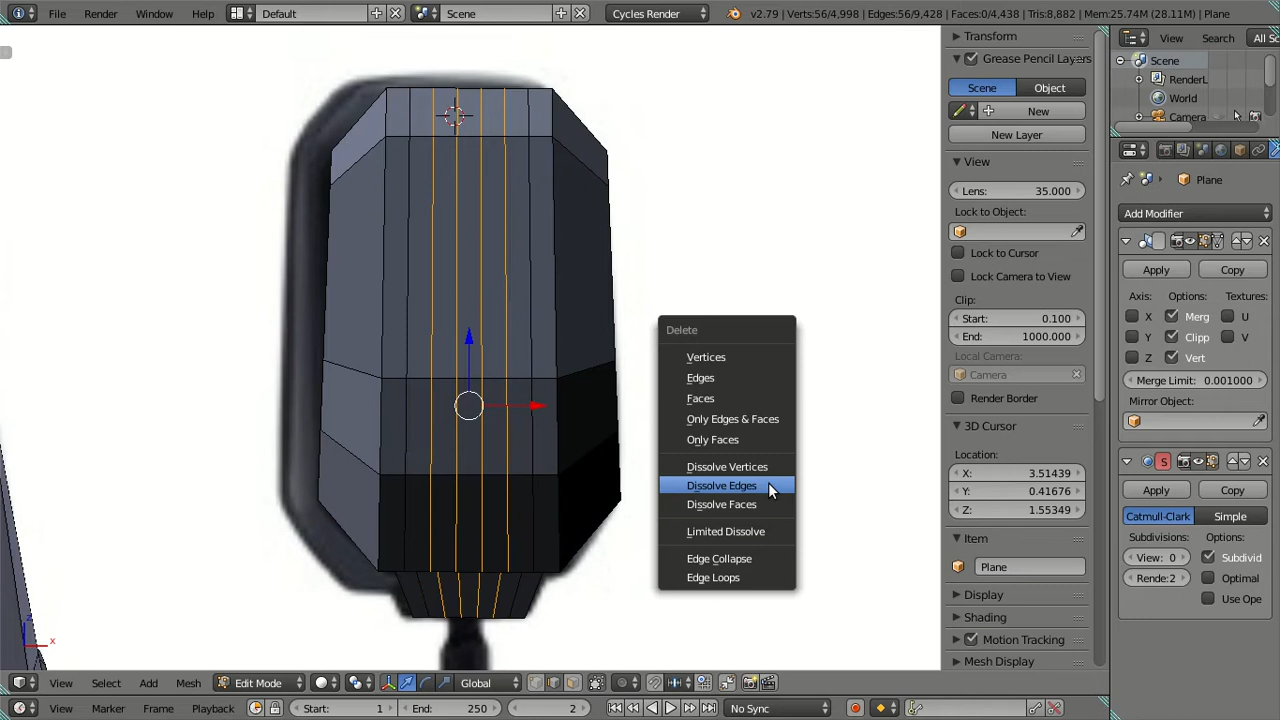 File Render Window Help Default Scene Cycles Render v2.79 | Verts:56/4,998 | Edges:56/9,428 | Faces:0/4,438 | Tris:8,882 | Mem:25.74M (28.11M) | Plane
Transform
Grease Pencil Layers
Scene Object
New
New Layer
View
Lens: 35.000
Lock to Object:
Lock to Cursor
Lock Camera to View
Clip:
Start: 0.100
End: 1000.000
Local Camera:
Camera
Render Border
3D Cursor
Location:
X: 3.51439
Y: 0.41676
Z: 1.55349
Item
Plane
Display
Shading
Motion Tracking
Mesh Display
View Search All Sc
Scene
RenderL
World
Camera
Plane
Add Modifier
Apply Copy
Axis: Options: Textures:
X Merg U
Y Clipp V
Z Vert
Merge Limit: 0.001000
Mirror Object:
S
Apply Copy
Catmull-Clark Simple
Subdivisions: Options:
View: 0 Subdivid
Rende:2 Optimal
Use Ope
Delete
Vertices
Edges
Faces
Only Edges & Faces
Only Faces
Dissolve Vertices
Dissolve Edges
Dissolve Faces
Limited Dissolve
Edge Collapse
Edge Loops
z
x
View Select Add Mesh Edit Mode Global
View Marker Frame Playback Start: 1 End: 250 2 No Sync